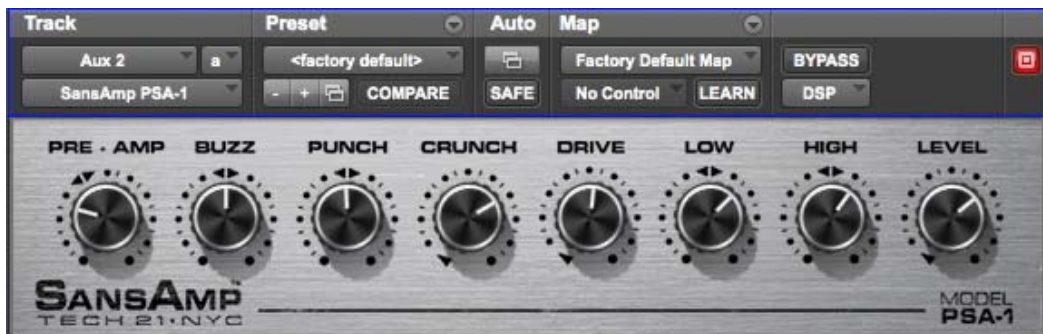 Track Preset Auto Map
Aux 2 a <factory default> Factory Default Map BYPASS
SansAmp PSA-1 - + COMPARE SAFE No Control LEARN DSP
PRE - AMP BUZZ PUNCH CRUNCH DRIVE LOW HIGH LEVEL
SANSAMP™ MODEL
TECH 21•NYC PSA-1